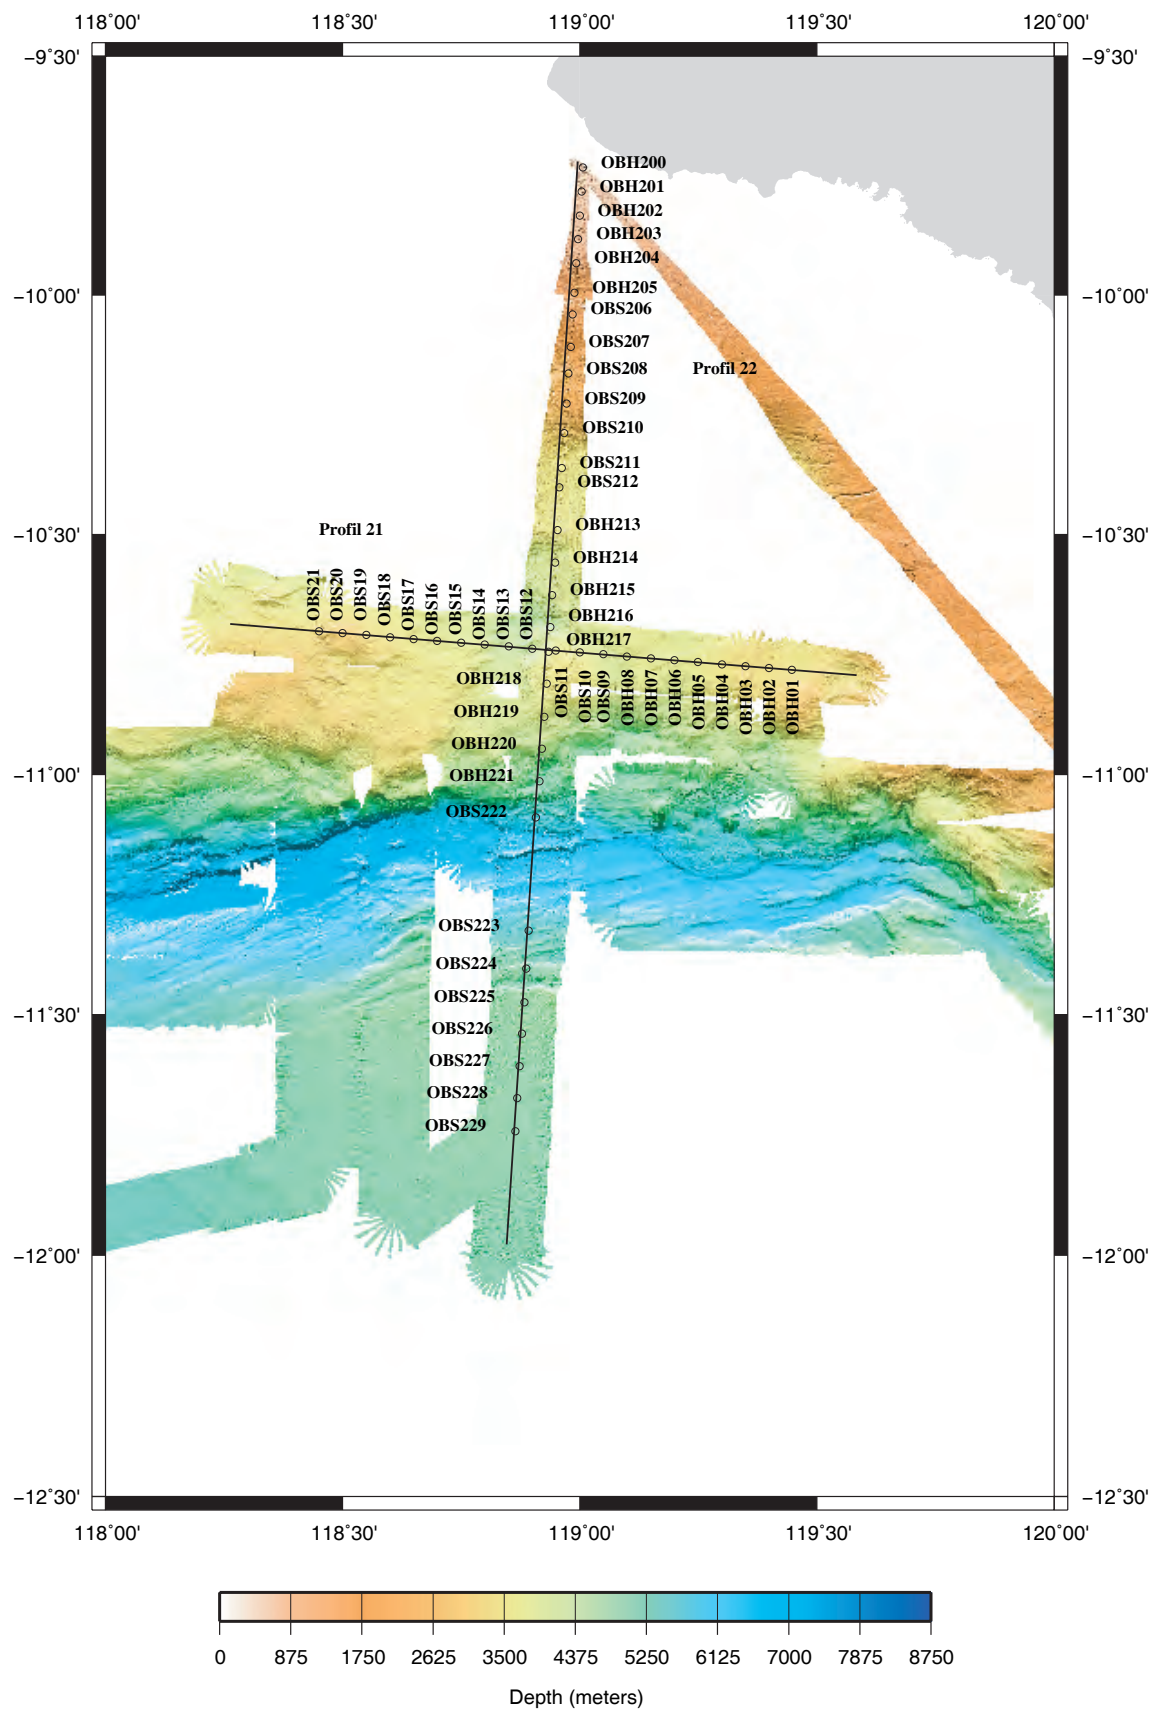 118˚00' 118˚30' 119˚00' 119˚30' 120˚00'
−9˚30' −9˚30'
OBH200
OBH201
OBH202
OBH203
OBH204
−10˚00' OBH205 −10˚00'
OBS206
OBS207
OBS208 Profil 22
OBS209
OBS210
OBS211
OBS212
OBH213
Profil 21
−10˚30' −10˚30'
OBH214
OBH215
OBS21 OBS20 OBS19 OBS18 OBS17 OBS16 OBS15 OBS14 OBS13 OBS12
OBH216
OBH217
OBH218
OBS11 OBS10 OBS09 OBH08 OBH07 OBH06 OBH05 OBH04 OBH03 OBH02 OBH01
OBH219
OBH220
−11˚00' OBH221 −11˚00'
OBS222
OBS223
OBS224
OBS225
−11˚30' −11˚30'
OBS226
OBS227
OBS228
OBS229
−12˚00' −12˚00'
−12˚30' −12˚30'
118˚00' 118˚30' 119˚00' 119˚30' 120˚00'
0 875 1750 2625 3500 4375 5250 6125 7000 7875 8750
Depth (meters)